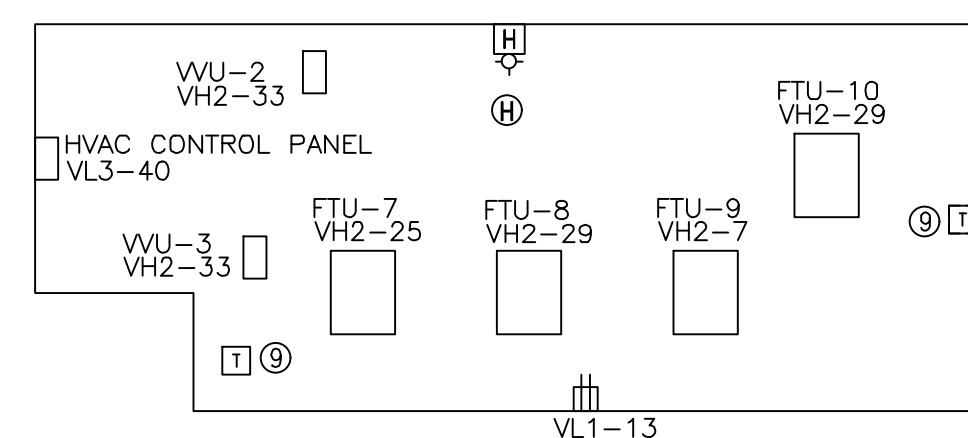 H
VVU-2
VH2-33
H
FTU-10
VH2-29
HVAC CONTROL PANEL
VL3-40
FTU-7
VH2-25
FTU-8
VH2-29
FTU-9
VH2-7
9 T
VVU-3
VH2-33
T 9
VL1-13